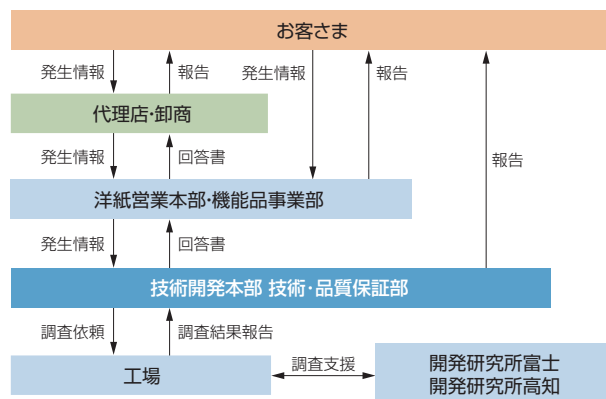 お客さま
発生情報
報告
発生情報
報告
代理店・卸商
発生情報
回答書
報告
洋紙営業本部・機能品事業部
発生情報
回答書
技術開発本部 技術・品質保証部
調査依頼
調査結果報告
工場
調査支援
開発研究所富士
開発研究所高知